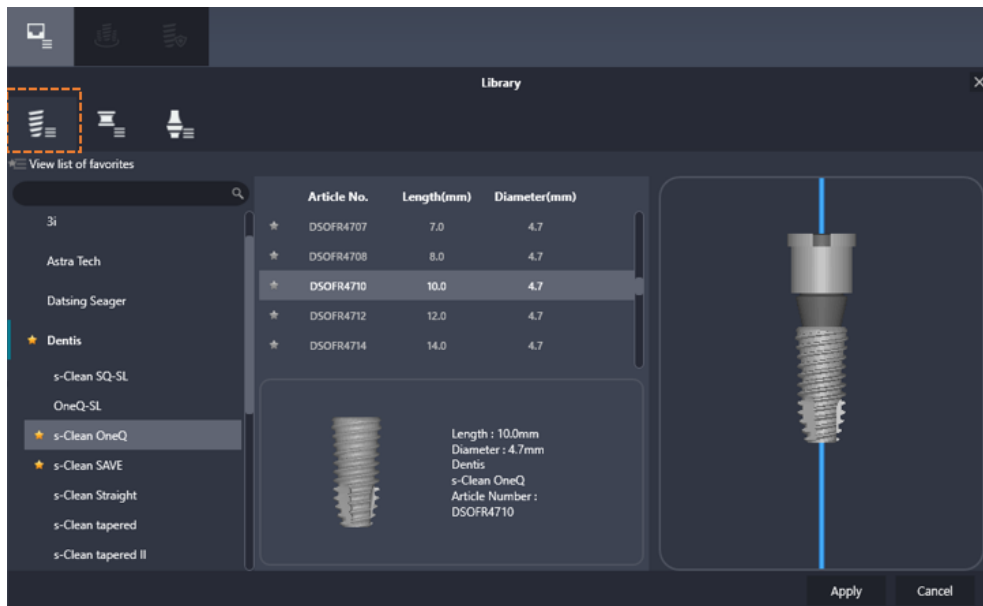 Library
View list of favorites
3i
Astra Tech
Datsing Seager
Dentis
s-Clean SQ-SL
OneQ-SL
s-Clean OneQ
s-Clean SAVE
s-Clean Straight
s-Clean tapered
s-Clean tapered II
Article No. Length(mm) Diameter(mm)
DSOFR4707 7.0 4.7
DSOFR4708 8.0 4.7
DSOFR4710 10.0 4.7
DSOFR4712 12.0 4.7
DSOFR4714 14.0 4.7
Length : 10.0mm
Diameter : 4.7mm
Dentis
s-Clean OneQ
Article Number :
DSOFR4710
Apply Cancel